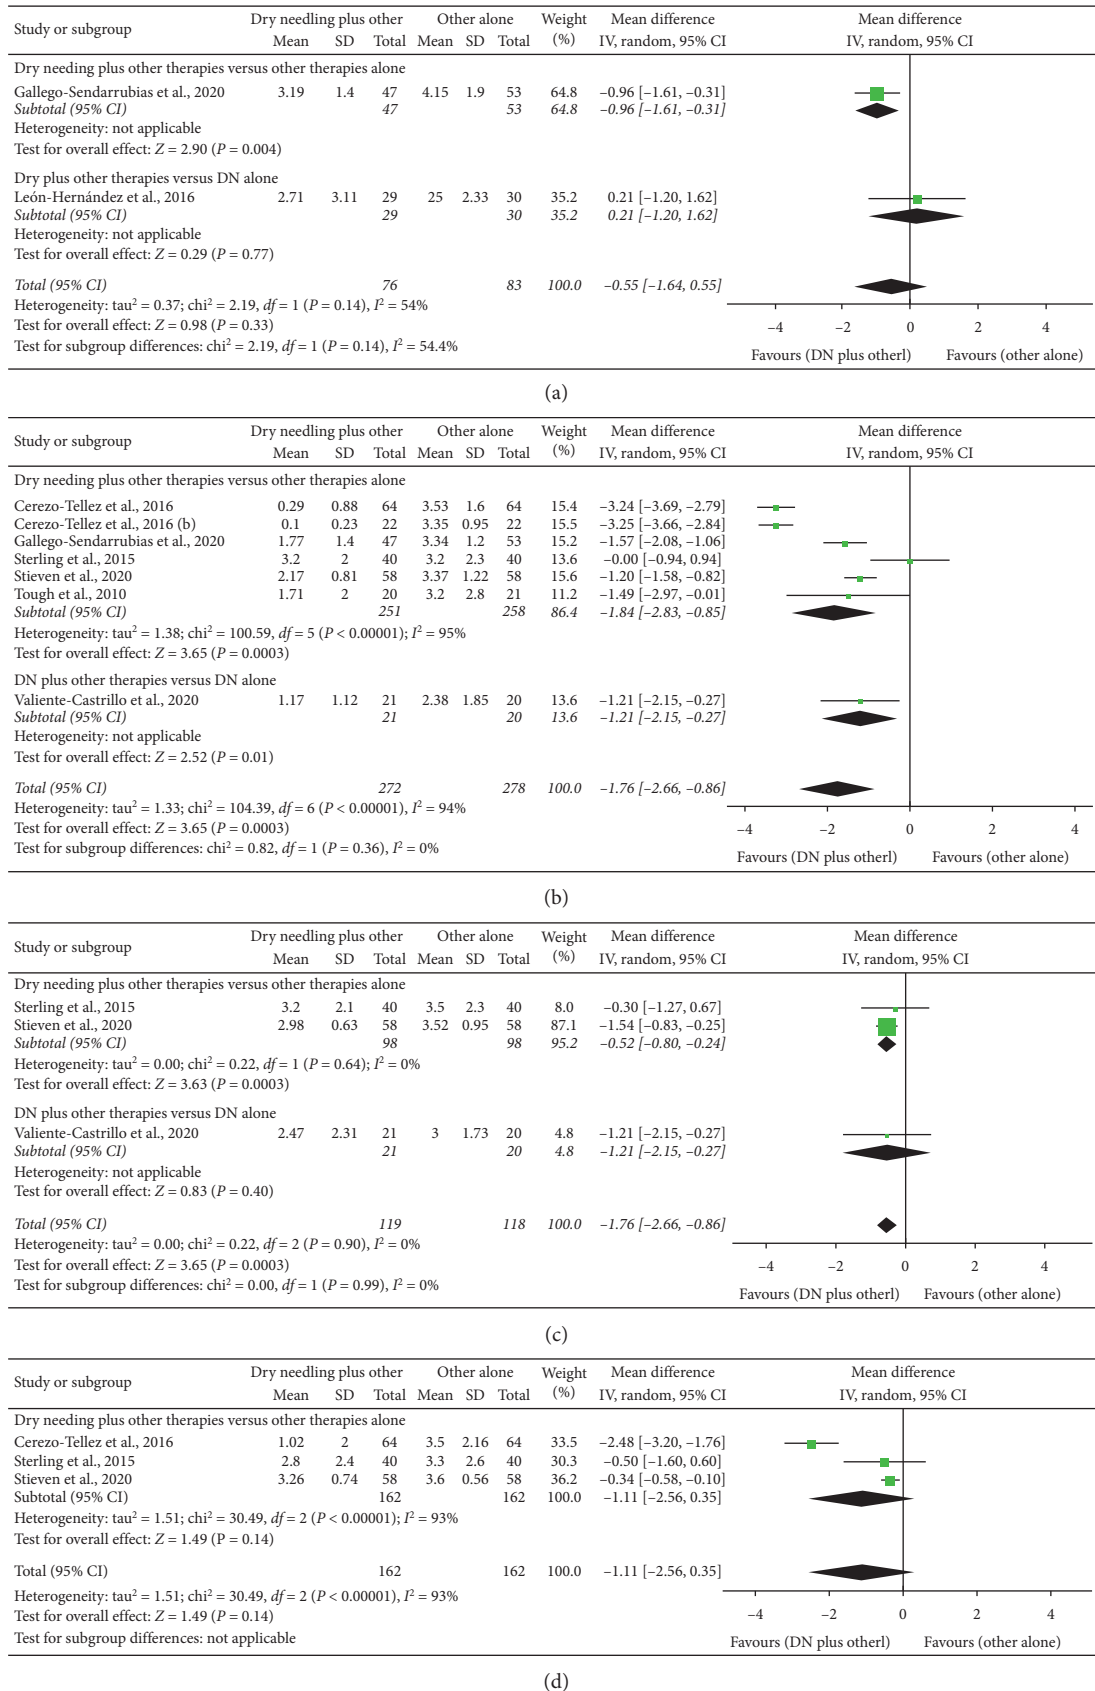 Study or subgroup Dry needling plus other Other alone Weight (%) Mean difference Mean difference
Mean SD Total Mean SD Total IV, random, 95% CI IV, random, 95% CI
Dry needing plus other therapies versus other therapies alone
Gallego-Sendarrubias et al., 2020 3.19 1.4 47 4.15 1.9 53 64.8 –0.96 [–1.61, –0.31]
Subtotal (95% CI) 47 53 64.8 –0.96 [–1.61, –0.31]
Heterogeneity: not applicable
Test for overall effect: Z = 2.90 (P = 0.004)
Dry plus other therapies versus DN alone
León-Hernández et al., 2016 2.71 3.11 29 25 2.33 30 35.2 0.21 [–1.20, 1.62]
Subtotal (95% CI) 29 30 35.2 0.21 [–1.20, 1.62]
Heterogeneity: not applicable
Test for overall effect: Z = 0.29 (P = 0.77)
Total (95% CI) 76 83 100.0 –0.55 [–1.64, 0.55]
Heterogeneity: tau² = 0.37; chi² = 2.19, df = 1 (P = 0.14), I² = 54%
Test for overall effect: Z = 0.98 (P = 0.33)
Test for subgroup differences: chi² = 2.19, df = 1 (P = 0.14), I² = 54.4%
–4 –2 0 2 4
Favours (DN plus otherl) Favours (other alone)
(a)
Study or subgroup Dry needling plus other Other alone Weight (%) Mean difference Mean difference
Mean SD Total Mean SD Total IV, random, 95% CI IV, random, 95% CI
Dry needing plus other therapies versus other therapies alone
Cerezo-Tellez et al., 2016 0.29 0.88 64 3.53 1.6 64 15.4 –3.24 [–3.69, –2.79]
Cerezo-Tellez et al., 2016 (b) 0.1 0.23 22 3.35 0.95 22 15.5 –3.25 [–3.66, –2.84]
Gallego-Sendarrubias et al., 2020 1.77 1.4 47 3.34 1.2 53 15.2 –1.57 [–2.08, –1.06]
Sterling et al., 2015 3.2 2 40 3.2 2.3 40 13.6 –0.00 [–0.94, 0.94]
Stieven et al., 2020 2.17 0.81 58 3.37 1.22 58 15.6 –1.20 [–1.58, –0.82]
Tough et al., 2010 1.71 2 20 3.2 2.8 21 11.2 –1.49 [–2.97, –0.01]
Subtotal (95% CI) 251 258 86.4 –1.84 [–2.83, –0.85]
Heterogeneity: tau² = 1.38; chi² = 100.59, df = 5 (P < 0.00001); I² = 95%
Test for overall effect: Z = 3.65 (P = 0.0003)
DN plus other therapies versus DN alone
Valiente-Castrillo et al., 2020 1.17 1.12 21 2.38 1.85 20 13.6 –1.21 [–2.15, –0.27]
Subtotal (95% CI) 21 20 13.6 –1.21 [–2.15, –0.27]
Heterogeneity: not applicable
Test for overall effect: Z = 2.52 (P = 0.01)
Total (95% CI) 272 278 100.0 –1.76 [–2.66, –0.86]
Heterogeneity: tau² = 1.33; chi² = 104.39, df = 6 (P < 0.00001), I² = 94%
Test for overall effect: Z = 3.65 (P = 0.0003)
Test for subgroup differences: chi² = 0.82, df = 1 (P = 0.36), I² = 0%
–4 –2 0 2 4
Favours (DN plus otherl) Favours (other alone)
(b)
Study or subgroup Dry needling plus other Other alone Weight (%) Mean difference Mean difference
Mean SD Total Mean SD Total IV, random, 95% CI IV, random, 95% CI
Dry needing plus other therapies versus other therapies alone
Sterling et al., 2015 3.2 2.1 40 3.5 2.3 40 8.0 –0.30 [–1.27, 0.67]
Stieven et al., 2020 2.98 0.63 58 3.52 0.95 58 87.1 –1.54 [–0.83, –0.25]
Subtotal (95% CI) 98 98 95.2 –0.52 [–0.80, –0.24]
Heterogeneity: tau² = 0.00; chi² = 0.22, df = 1 (P = 0.64); I² = 0%
Test for overall effect: Z = 3.63 (P = 0.0003)
DN plus other therapies versus DN alone
Valiente-Castrillo et al., 2020 2.47 2.31 21 3 1.73 20 4.8 –1.21 [–2.15, –0.27]
Subtotal (95% CI) 21 20 4.8 –1.21 [–2.15, –0.27]
Heterogeneity: not applicable
Test for overall effect: Z = 0.83 (P = 0.40)
Total (95% CI) 119 118 100.0 –1.76 [–2.66, –0.86]
Heterogeneity: tau² = 0.00; chi² = 0.22, df = 2 (P = 0.90), I² = 0%
Test for overall effect: Z = 3.65 (P = 0.0003)
Test for subgroup differences: chi² = 0.00, df = 1 (P = 0.99), I² = 0%
–4 –2 0 2 4
Favours (DN plus otherl) Favours (other alone)
(c)
Study or subgroup Dry needling plus other Other alone Weight (%) Mean difference Mean difference
Mean SD Total Mean SD Total IV, random, 95% CI IV, random, 95% CI
Dry needing plus other therapies versus other therapies alone
Cerezo-Tellez et al., 2016 1.02 2 64 3.5 2.16 64 33.5 –2.48 [–3.20, –1.76]
Sterling et al., 2015 2.8 2.4 40 3.3 2.6 40 30.3 –0.50 [–1.60, 0.60]
Stieven et al., 2020 3.26 0.74 58 3.6 0.56 58 36.2 –0.34 [–0.58, –0.10]
Subtotal (95% CI) 162 162 100.0 –1.11 [–2.56, 0.35]
Heterogeneity: tau² = 1.51; chi² = 30.49, df = 2 (P < 0.00001); I² = 93%
Test for overall effect: Z = 1.49 (P = 0.14)
Total (95% CI) 162 162 100.0 –1.11 [–2.56, 0.35]
Heterogeneity: tau² = 1.51; chi² = 30.49, df = 2 (P < 0.00001), I² = 93%
Test for overall effect: Z = 1.49 (P = 0.14)
Test for subgroup differences: not applicable
–4 –2 0 2 4
Favours (DN plus otherl) Favours (other alone)
(d)